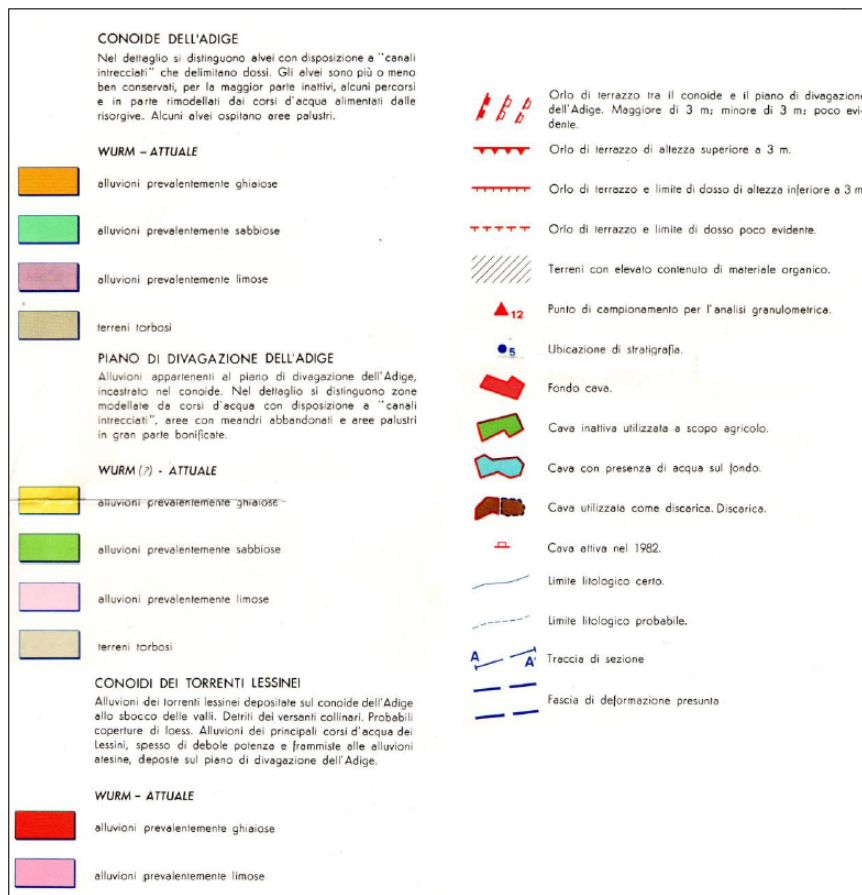 CONOIDE DELL'ADIGE
Nel dettaglio si distinguono alvei con disposizione a "canali
intrecciati" che delimitano dossi. Gli alvei sono più o meno
ben conservati, per la maggior parte inattivi, alcuni percorsi
e in parte rimodellati dai corsi d'acqua alimentati dalle
risorgive. Alcuni alvei ospitano aree palustri.
WURM – ATTUALE
alluvioni prevalentemente ghiaiose
alluvioni prevalentemente sabbiose
alluvioni prevalentemente limose
terreni torbosi
PIANO DI DIVAGAZIONE DELL'ADIGE
Alluvioni appartenenti al piano di divagazione dell'Adige,
incastrato nel conoide. Nel dettaglio si distinguono zone
modellate da corsi d'acqua con disposizione a "canali
intrecciati", aree con meandri abbandonati e aree palustri
in gran parte bonificate.
WURM (?) - ATTUALE
alluvioni prevalentemente ghiaiose
alluvioni prevalentemente sabbiose
alluvioni prevalentemente limose
terreni torbosi
CONOIDI DEI TORRENTI LESSINEI
Alluvioni dei torrenti lessinei depositate sul conoide dell'Adige
allo sbocco delle valli. Detriti dei versanti collinari. Probabili
coperture di loess. Alluvioni dei principali corsi d'acqua dei
Lessini, spesso di debole potenza e frammiste alle alluvioni
atesine, deposte sul piano di divagazione dell'Adige.
WURM – ATTUALE
alluvioni prevalentemente ghiaiose
alluvioni prevalentemente limose
Orlo di terrazzo tra il conoide e il piano di divagazione
dell'Adige. Maggiore di 3 m; minore di 3 m; poco evi-
dente.
Orlo di terrazzo di altezza superiore a 3 m.
Orlo di terrazzo e limite di dosso di altezza inferiore a 3 m
Orlo di terrazzo e limite di dosso poco evidente.
Terreni con elevato contenuto di materiale organico.
12 Punto di campionamento per l'analisi granulometrica.
5 Ubicazione di stratigrafia.
Fondo cava.
Cava inattiva utilizzata a scopo agricolo.
Cava con presenza di acqua sul fondo.
Cava utilizzata come discarica. Discarica.
Cava attiva nel 1982.
Limite litologico certo.
Limite litologico probabile.
A A' Traccia di sezione
Fascia di deformazione presunta